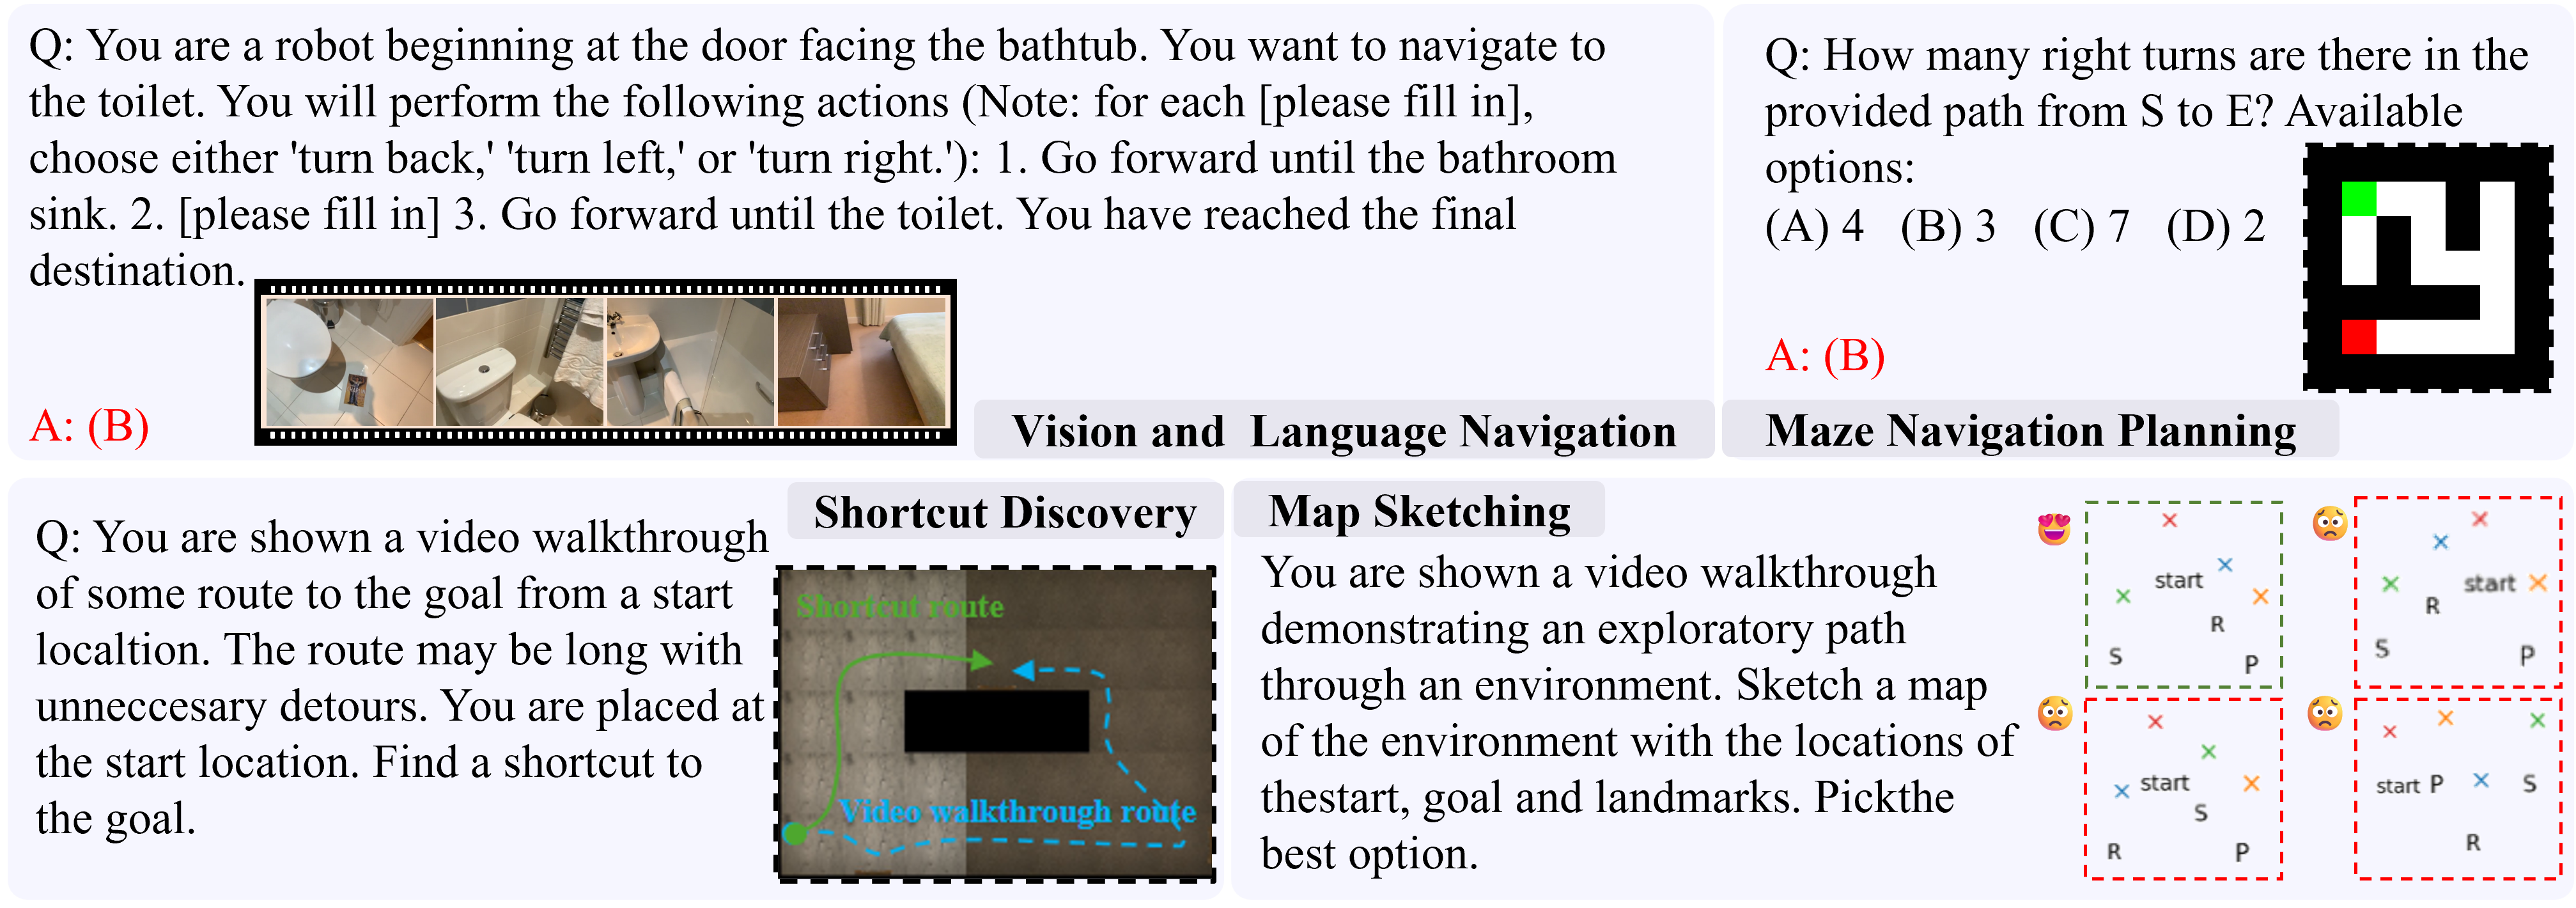 Q: You are a robot beginning at the door facing the bathtub. You want to navigate to
the toilet. You will perform the following actions (Note: for each [please fill in],
choose either 'turn back,' 'turn left,' or 'turn right.'): 1. Go forward until the bathroom
sink. 2. [please fill in] 3. Go forward until the toilet. You have reached the final
destination.
A: (B)
Vision and Language Navigation
Q: How many right turns are there in the
provided path from S to E? Available
options:
(A) 4 (B) 3 (C) 7 (D) 2
A: (B)
Maze Navigation Planning
Shortcut Discovery
Q: You are shown a video walkthrough
of some route to the goal from a start
localtion. The route may be long with
unneccesary detours. You are placed at
the start location. Find a shortcut to
the goal.
Shortcut route
Video walkthrough route
Map Sketching
You are shown a video walkthrough
demonstrating an exploratory path
through an environment. Sketch a map
of the environment with the locations of
thestart, goal and landmarks. Pickthe
best option.
start
R
S
P
start
R
S
P
start
S
R
P
start P
S
R